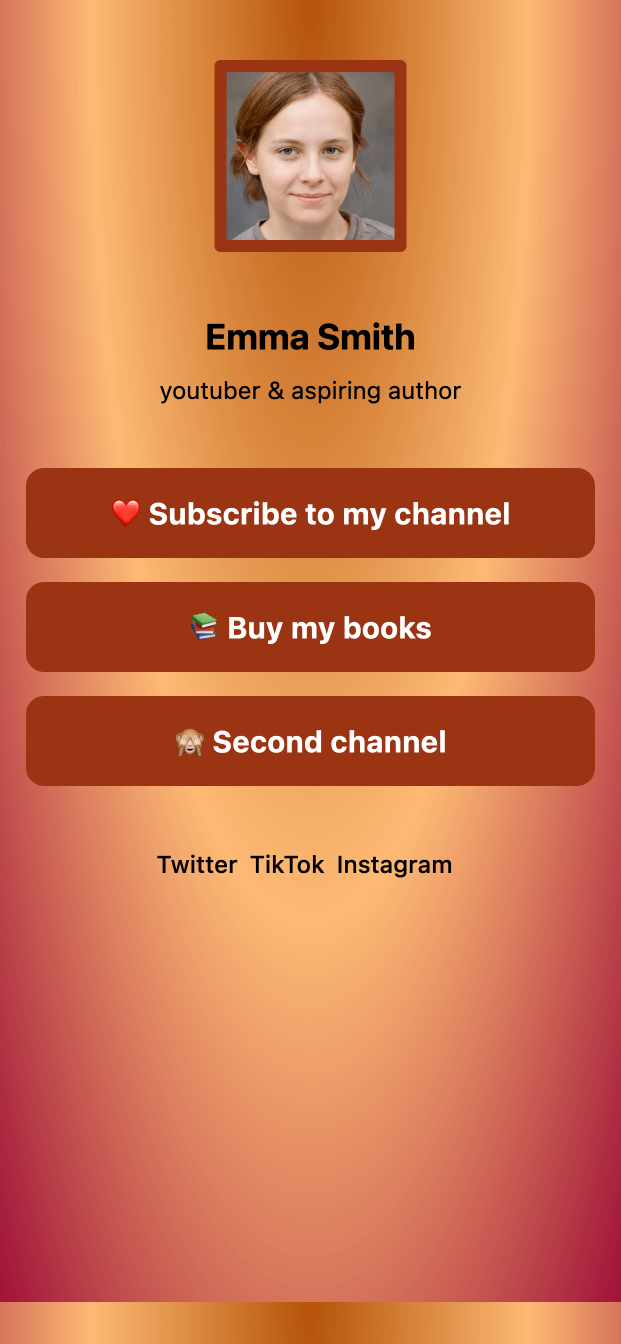 Emma Smith
youtuber & aspiring author
❤️ Subscribe to my channel
📚 Buy my books
🙈 Second channel
Twitter TikTok Instagram